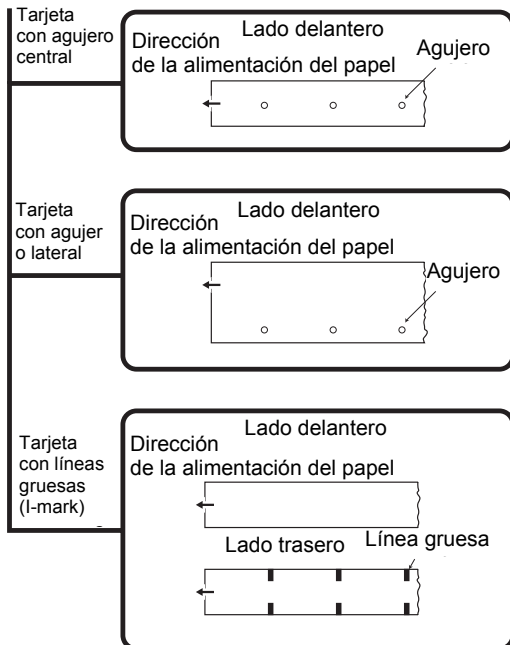 Tarjeta
con agujero
central
Lado delantero
Dirección
de la alimentación del papel
Agujero
Tarjeta
con agujer
o lateral
Lado delantero
Dirección
de la alimentación del papel
Agujero
Tarjeta
con líneas
gruesas
(I-mark)
Lado delantero
Dirección
de la alimentación del papel
Lado trasero
Línea gruesa